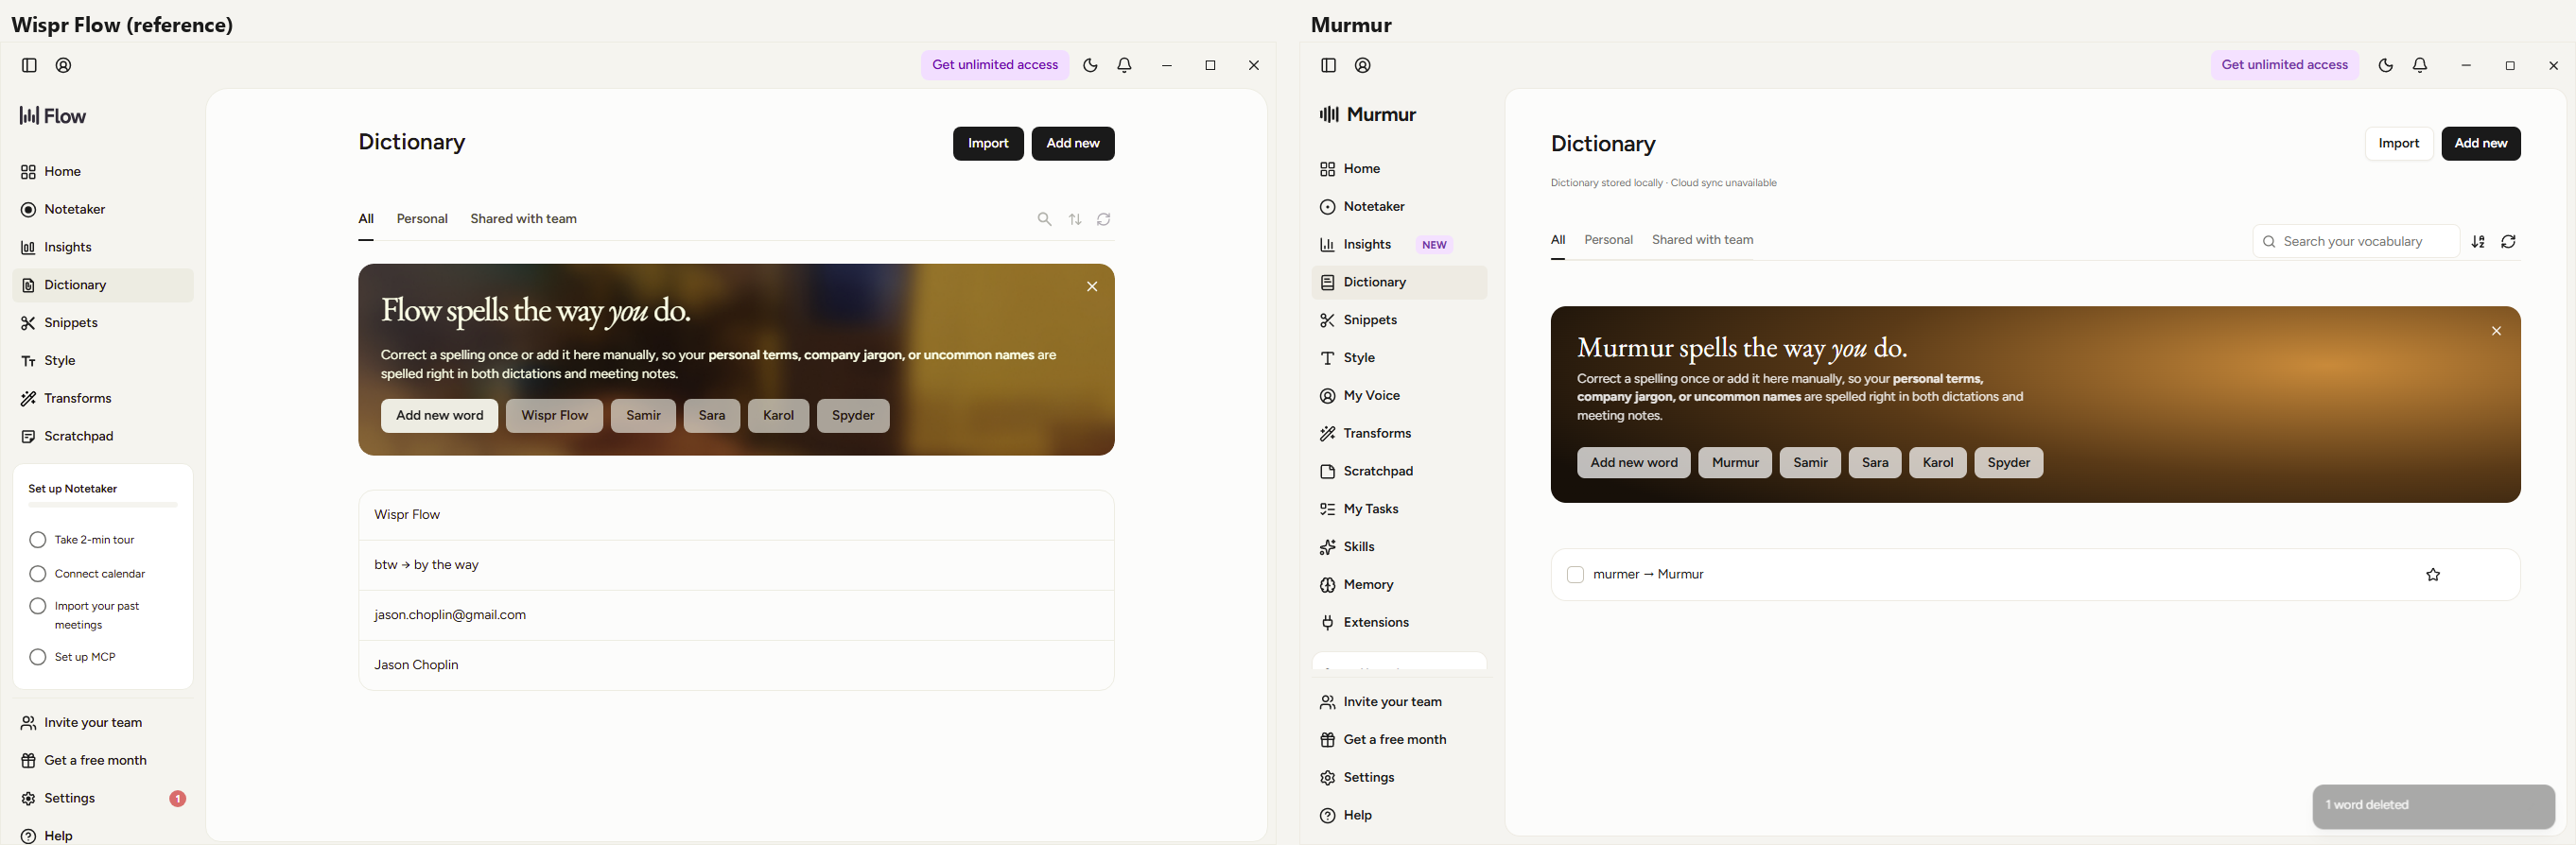 Wispr Flow (reference)
Get unlimited access
Flow
Home
Notetaker
Insights
Dictionary
Snippets
Style
Transforms
Scratchpad
Set up Notetaker
Take 2-min tour
Connect calendar
Import your past
meetings
Set up MCP
Invite your team
Get a free month
Settings 1
Help
Dictionary
Import Add new
All Personal Shared with team
Flow spells the way you do.
Correct a spelling once or add it here manually, so your personal terms, company jargon, or uncommon names are
spelled right in both dictations and meeting notes.
Add new word Wispr Flow Samir Sara Karol Spyder
Wispr Flow
btw → by the way
jason.choplin@gmail.com
Jason Choplin
Murmur
Get unlimited access
Murmur
Home
Notetaker
Insights NEW
Dictionary
Snippets
Style
My Voice
Transforms
Scratchpad
My Tasks
Skills
Memory
Extensions
Invite your team
Get a free month
Settings
Help
Dictionary
Import Add new
Dictionary stored locally · Cloud sync unavailable
All Personal Shared with team Search your vocabulary
Murmur spells the way you do.
Correct a spelling once or add it here manually, so your personal terms,
company jargon, or uncommon names are spelled right in both dictations and
meeting notes.
Add new word Murmur Samir Sara Karol Spyder
murmer → Murmur
1 word deleted